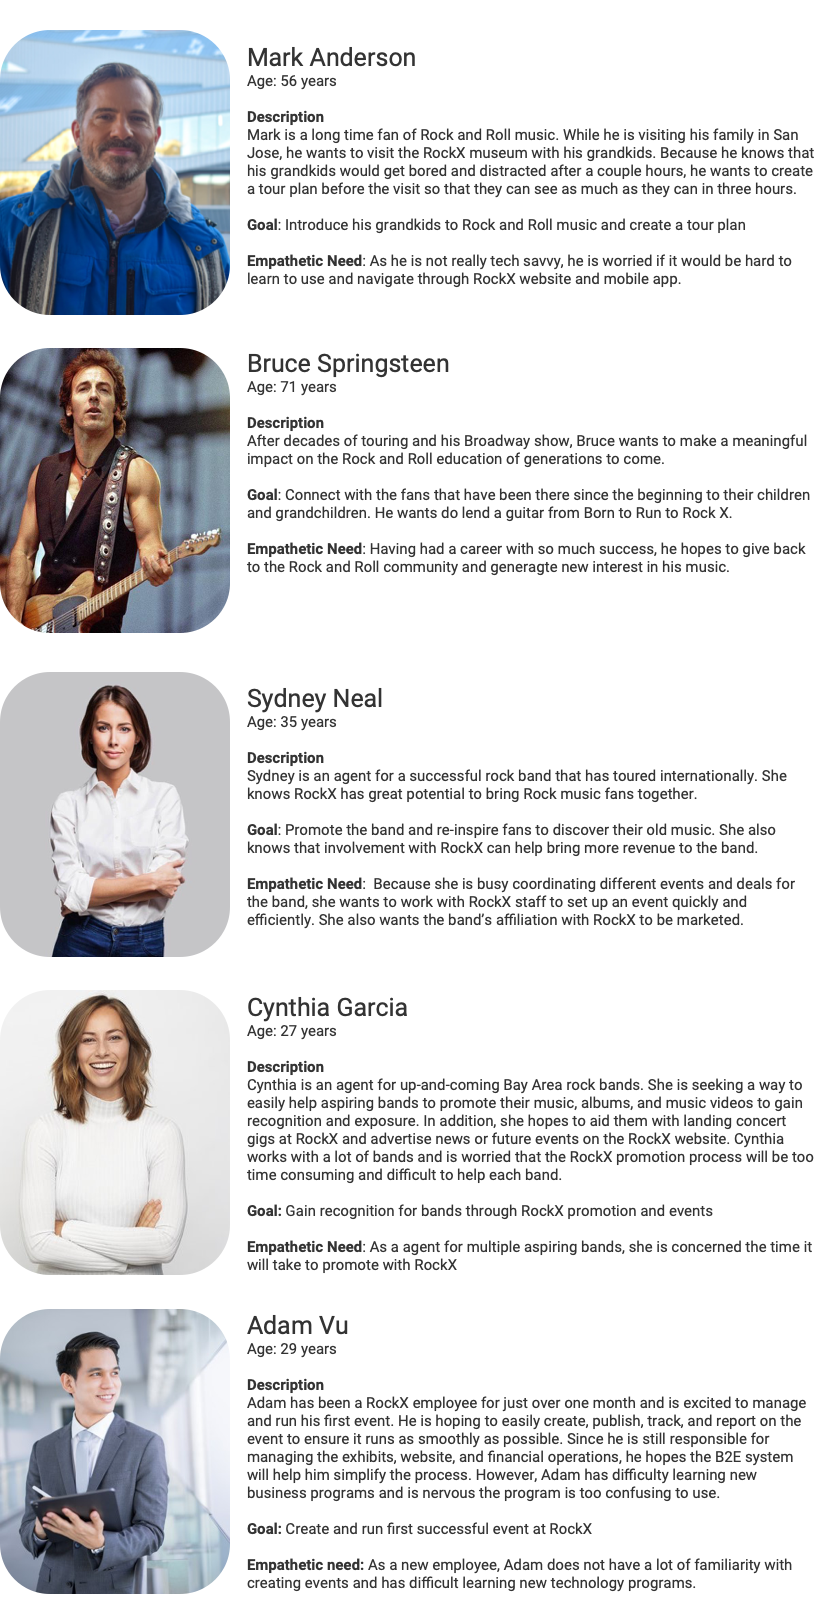 Mark Anderson
Age: 56 years
Description
Mark is a long time fan of Rock and Roll music. While he is visiting his family in San
Jose, he wants to visit the RockX museum with his grandkids. Because he knows that
his grandkids would get bored and distracted after a couple hours, he wants to create
a tour plan before the visit so that they can see as much as they can in three hours.
Goal: Introduce his grandkids to Rock and Roll music and create a tour plan
Empathetic Need: As he is not really tech savvy, he is worried if it would be hard to
learn to use and navigate through RockX website and mobile app.
Bruce Springsteen
Age: 71 years
Description
After decades of touring and his Broadway show, Bruce wants to make a meaningful
impact on the Rock and Roll education of generations to come.
Goal: Connect with the fans that have been there since the beginning to their children
and grandchildren. He wants do lend a guitar from Born to Run to Rock X.
Empathetic Need: Having had a career with so much success, he hopes to give back
to the Rock and Roll community and generagte new interest in his music.
Sydney Neal
Age: 35 years
Description
Sydney is an agent for a successful rock band that has toured internationally. She
knows RockX has great potential to bring Rock music fans together.
Goal: Promote the band and re-inspire fans to discover their old music. She also
knows that involvement with RockX can help bring more revenue to the band.
Empathetic Need:  Because she is busy coordinating different events and deals for
the band, she wants to work with RockX staff to set up an event quickly and
efficiently. She also wants the band's affiliation with RockX to be marketed.
Cynthia Garcia
Age: 27 years
Description
Cynthia is an agent for up-and-coming Bay Area rock bands. She is seeking a way to
easily help aspiring bands to promote their music, albums, and music videos to gain
recognition and exposure. In addition, she hopes to aid them with landing concert
gigs at RockX and advertise news or future events on the RockX website. Cynthia
works with a lot of bands and is worried that the RockX promotion process will be too
time consuming and difficult to help each band.
Goal: Gain recognition for bands through RockX promotion and events
Empathetic Need: As a agent for multiple aspiring bands, she is concerned the time it
will take to promote with RockX
Adam Vu
Age: 29 years
Description
Adam has been a RockX employee for just over one month and is excited to manage
and run his first event. He is hoping to easily create, publish, track, and report on the
event to ensure it runs as smoothly as possible. Since he is still responsible for
managing the exhibits, website, and financial operations, he hopes the B2E system
will help him simplify the process. However, Adam has difficulty learning new
business programs and is nervous the program is too confusing to use.
Goal: Create and run first successful event at RockX
Empathetic need: As a new employee, Adam does not have a lot of familiarity with
creating events and has difficult learning new technology programs.